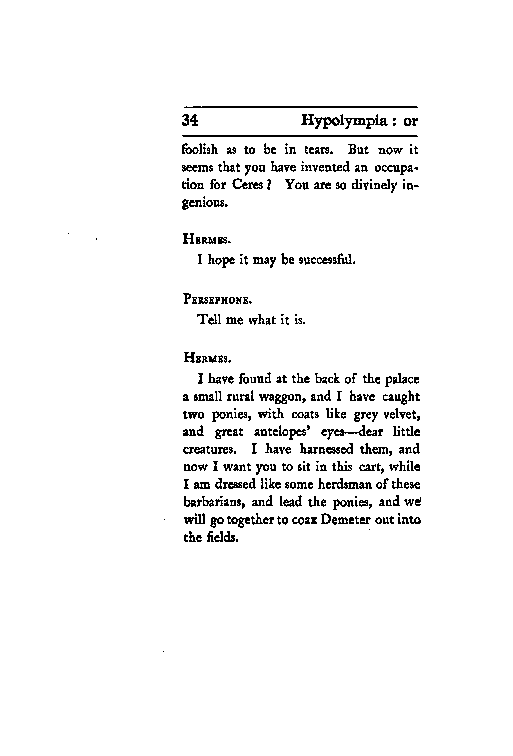 34 Hypolympia : or
foolish as to be in tears. But now it
seems that you have invented an occupa-
tion for Ceres? You are so divinely in-
genious.
HERMES.
I hope it may be successful.
PERSEPHONE.
Tell me what it is.
HERMES.
I have found at the back of the palace
a small rural waggon, and I have caught
two ponies, with coats like grey velvet,
and great antelopes' eyes—dear little
creatures. I have harnessed them, and
now I want you to sit in this cart, while
I am dressed like some herdsman of these
barbarians, and lead the ponies, and we
will go together to coax Demeter out into
the fields.